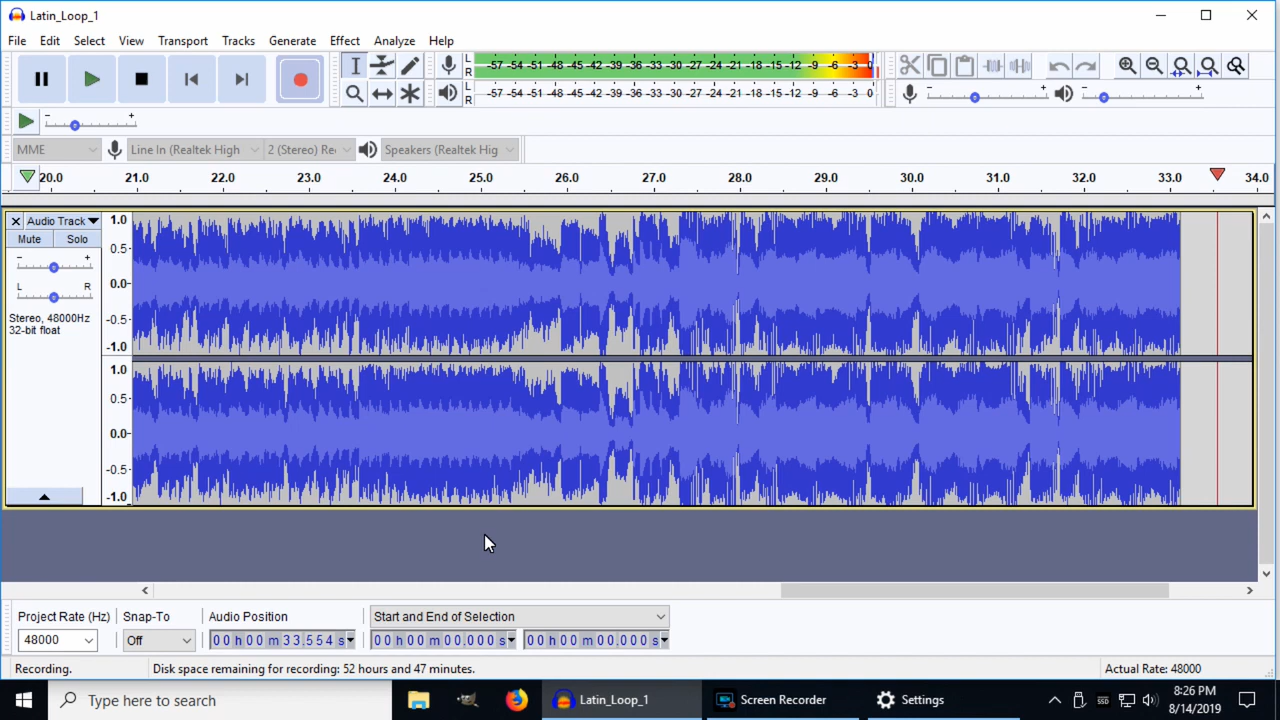 Latin_Loop_1
File Edit Select View Transport Tracks Generate Effect Analyze Help
L -57 -54 -51 -48 -45 -42 -39 -36 -33 -30 -27 -24 -21 -18 -15 -12 -9 -6 -3 0
R
L -57 -54 -51 -48 -45 -42 -39 -36 -33 -30 -27 -24 -21 -18 -15 -12 -9 -6 -3 0
R
MME Line In (Realtek High 2 (Stereo) Re Speakers (Realtek Hig
20.0 21.0 22.0 23.0 24.0 25.0 26.0 27.0 28.0 29.0 30.0 31.0 32.0 33.0 34.0
Audio Track 1.0
Mute Solo 0.5
- +
0.0
L R
Stereo, 48000Hz -0.5
32-bit float
-1.0
1.0
0.5
0.0
-0.5
-1.0
Project Rate (Hz) Snap-To Audio Position Start and End of Selection
48000 Off 00 h 00 m 33.554 s 00 h 00 m 00.000 s 00 h 00 m 00.000 s
Recording. Disk space remaining for recording: 52 hours and 47 minutes. Actual Rate: 48000
Type here to search Latin_Loop_1 Screen Recorder Settings SSD 8:26 PM
8/14/2019